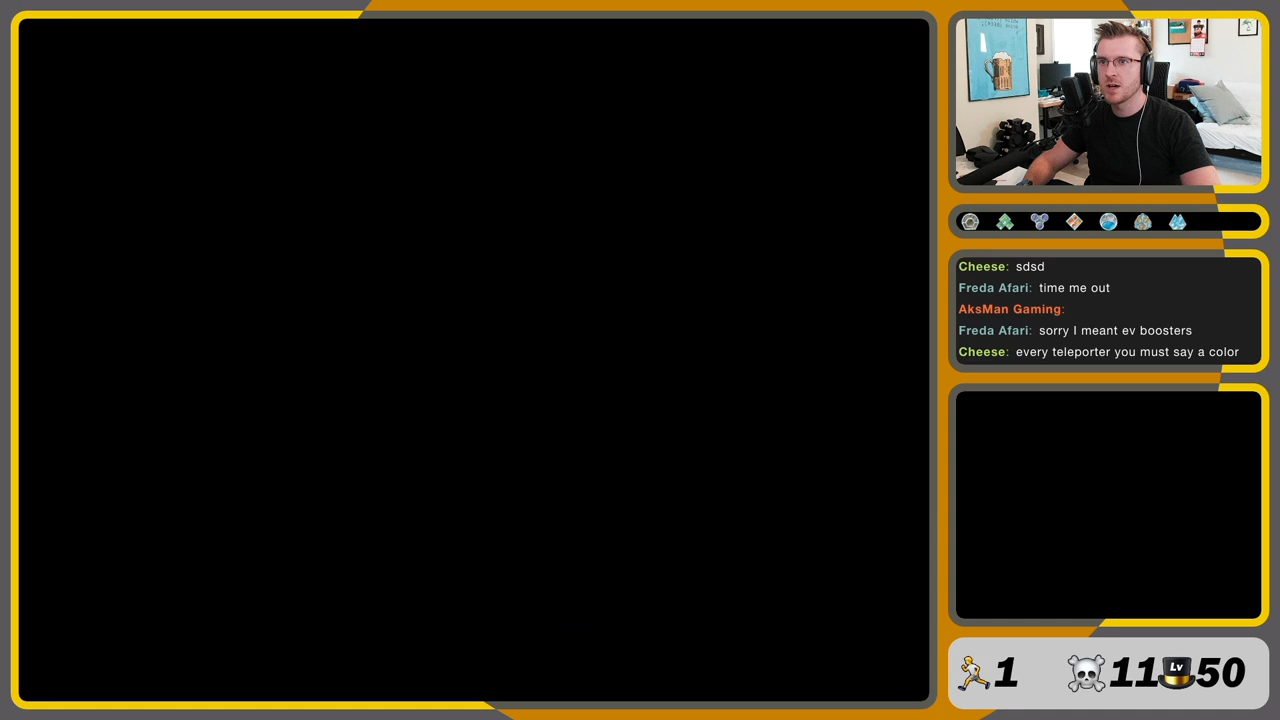 Cheese: sdsd
Freda Afari: time me out
AksMan Gaming:
Freda Afari: sorry I meant ev boosters
Cheese: every teleporter you must say a color
1 11 Lv 50